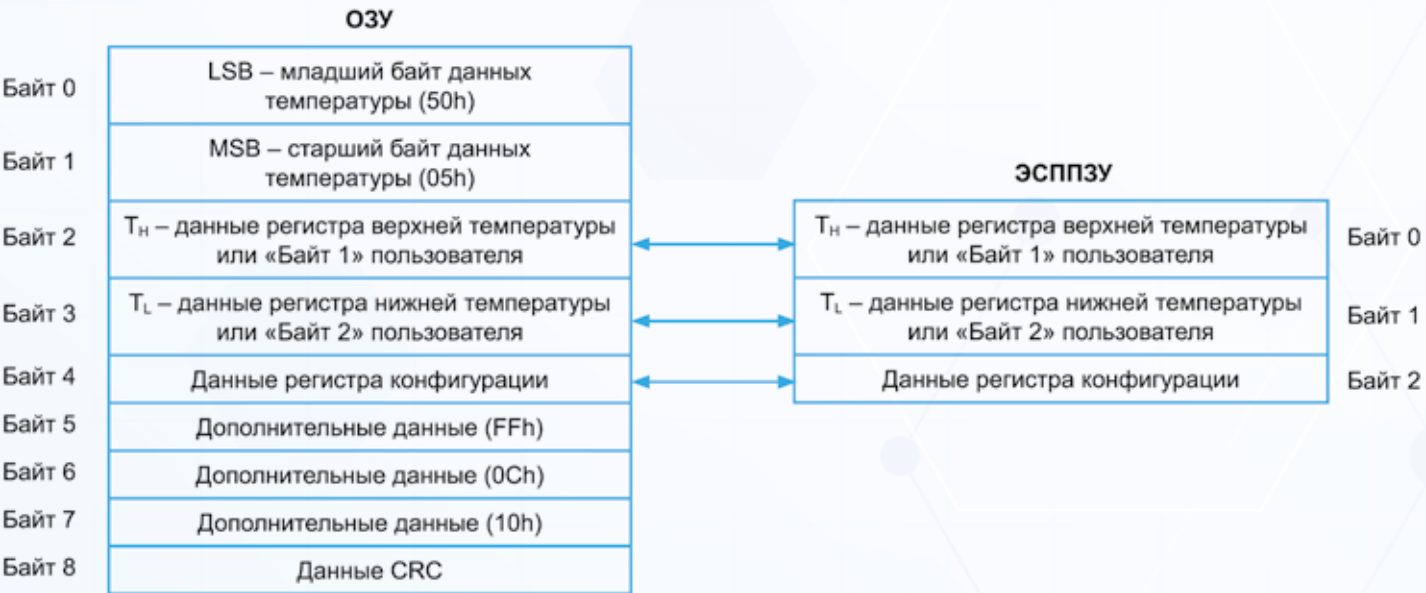 ОЗУ
Байт 0
LSB – младший байт данных
температуры (50h)
Байт 1
MSB – старший байт данных
температуры (05h)
Байт 2
TH – данные регистра верхней температуры
или «Байт 1» пользователя
Байт 3
TL – данные регистра нижней температуры
или «Байт 2» пользователя
Байт 4
Данные регистра конфигурации
Байт 5
Дополнительные данные (FFh)
Байт 6
Дополнительные данные (0Ch)
Байт 7
Дополнительные данные (10h)
Байт 8
Данные CRC
ЭСППЗУ
TH – данные регистра верхней температуры
или «Байт 1» пользователя
Байт 0
TL – данные регистра нижней температуры
или «Байт 2» пользователя
Байт 1
Данные регистра конфигурации
Байт 2